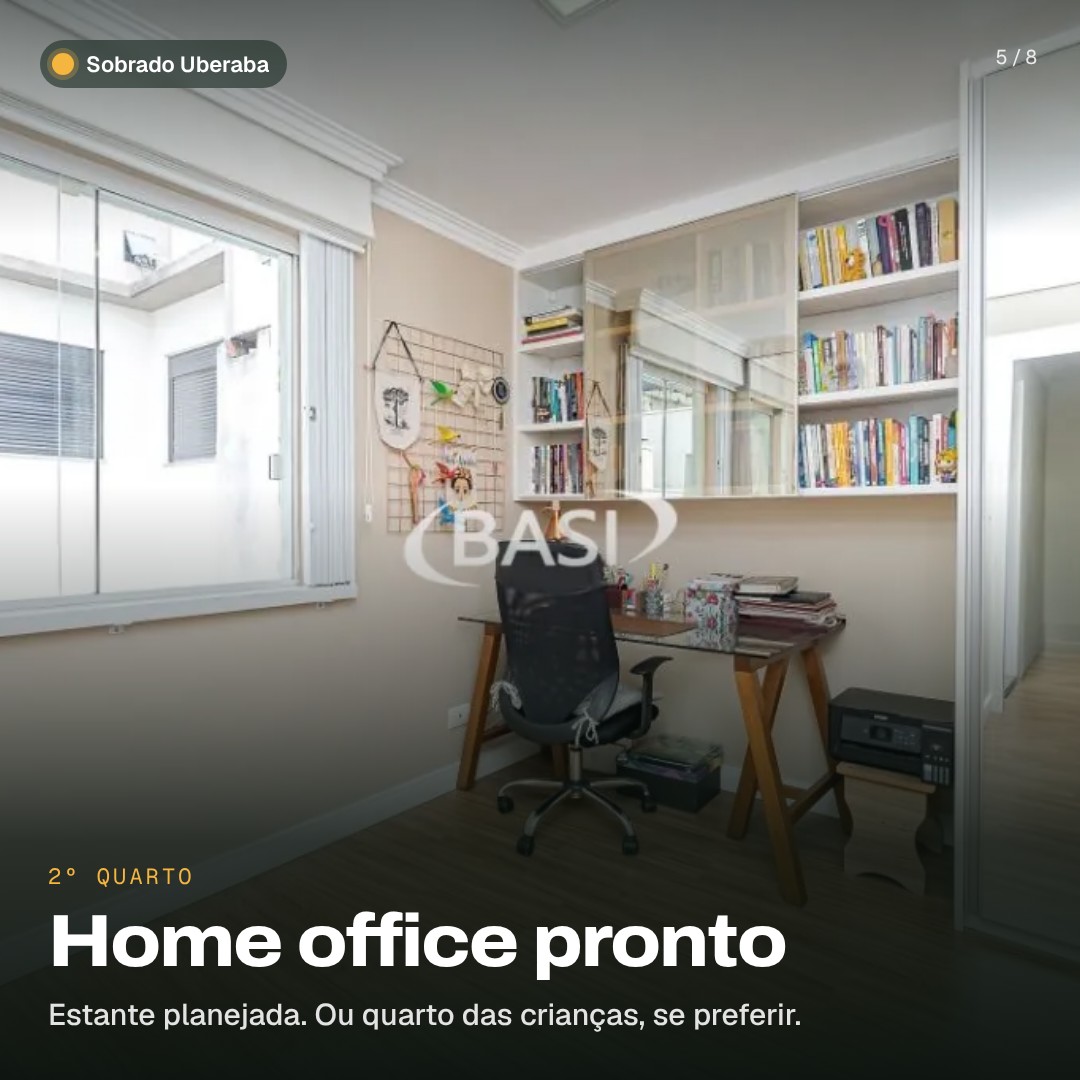 Sobrado Uberaba
5 / 8
BASI
2º QUARTO
Home office pronto
Estante planejada. Ou quarto das crianças, se preferir.